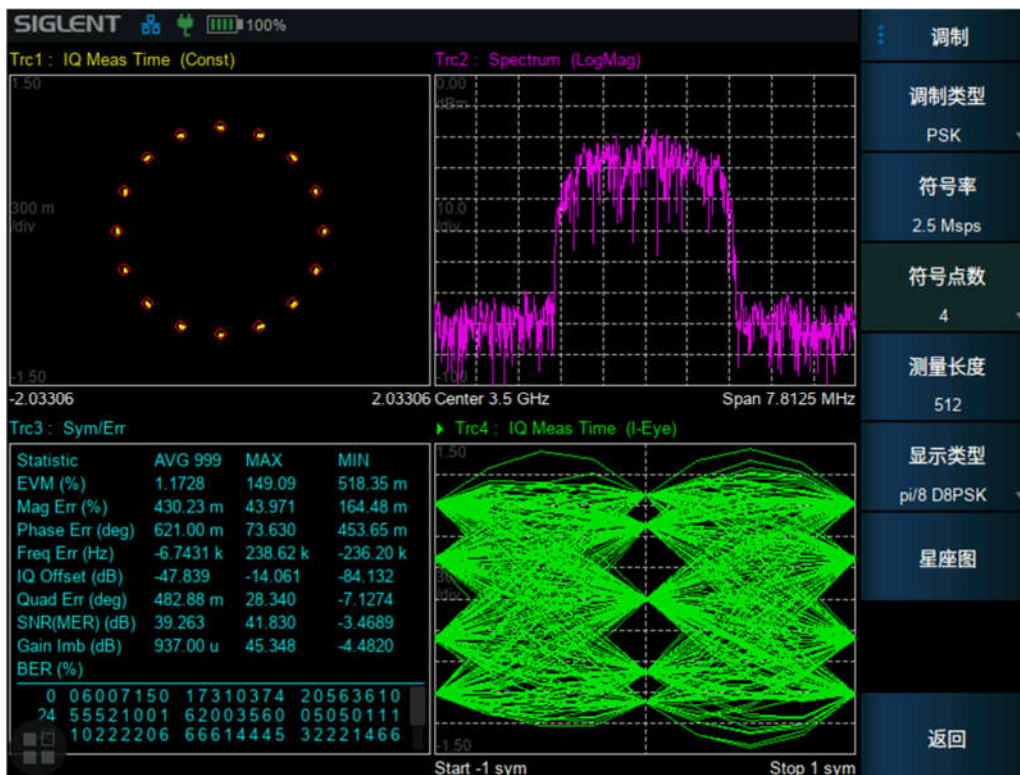 SIGLENT 100%
Trc1 : IQ Meas Time (Const)
1.50
300 m
/div
-1.50
-2.03306 2.03306
Trc2 : Spectrum (LogMag)
0.00
dBm
10.0
/div
-100
Center 3.5 GHz Span 7.8125 MHz
Trc3 : Sym/Err
Statistic AVG 999 MAX MIN
EVM (%) 1.1728 149.09 518.35 m
Mag Err (%) 430.23 m 43.971 164.48 m
Phase Err (deg) 621.00 m 73.630 453.65 m
Freq Err (Hz) -6.7431 k 238.62 k -236.20 k
IQ Offset (dB) -47.839 -14.061 -84.132
Quad Err (deg) 482.88 m 28.340 -7.1274
SNR(MER) (dB) 39.263 41.830 -3.4689
Gain Imb (dB) 937.00 u 45.348 -4.4820
BER (%)
0 06007150 17310374 20563610
24 55521001 62003560 05050111
10222206 66614445 32221466
Trc4 : IQ Meas Time (I-Eye)
1.50
/div
-1.50
Start -1 sym Stop 1 sym
调制
调制类型
PSK
符号率
2.5 Msps
符号点数
4
测量长度
512
显示类型
pi/8 D8PSK
星座图
返回